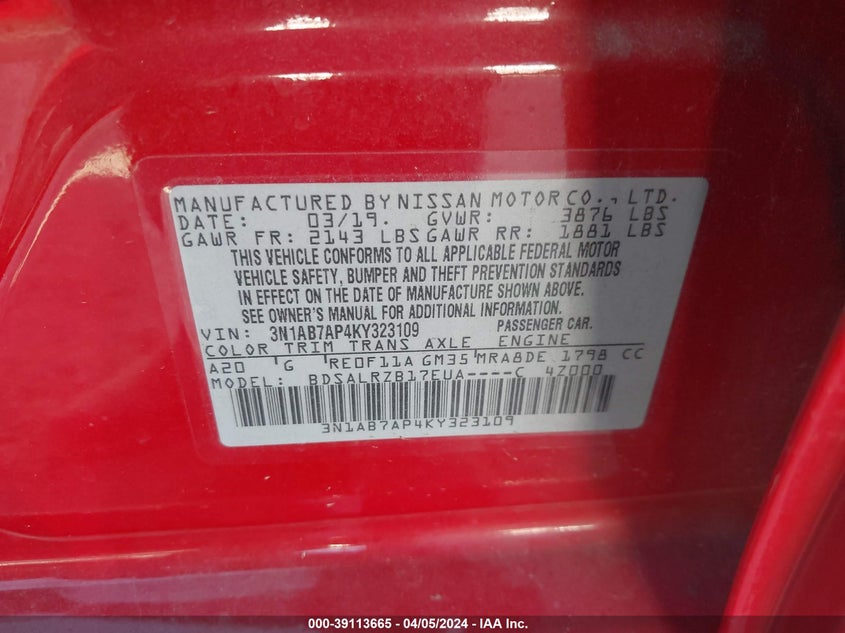 MANUFACTURED BY NISSAN MOTOR CO., LTD.
DATE: 03/19. GVWR: 3876 LBS
GAWR FR: 2143 LBS GAWR RR: 1881 LBS
THIS VEHICLE CONFORMS TO ALL APPLICABLE FEDERAL MOTOR
VEHICLE SAFETY, BUMPER AND THEFT PREVENTION STANDARDS
IN EFFECT ON THE DATE OF MANUFACTURE SHOWN ABOVE.
SEE OWNER'S MANUAL FOR ADDITIONAL INFORMATION.
VIN: 3N1AB7AP4KY323109 PASSENGER CAR.
COLOR TRIM TRANS AXLE ENGINE
A20 G RE0F11A GM35 MRA8DE 1798 CC
MODEL: BDSALRZB17EUA----C 4Z000
3N1AB7AP4KY323109
000-39113665 - 04/05/2024 - IAA Inc.